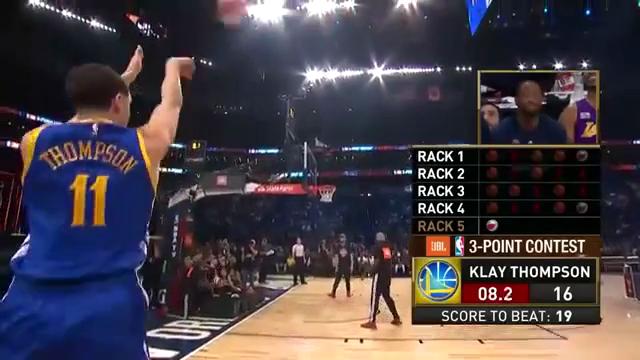 THOMPSON
11
RACK 1
RACK 2
RACK 3
RACK 4
RACK 5
JBL 3-POINT CONTEST
KLAY THOMPSON
08.2 16
SCORE TO BEAT: 19